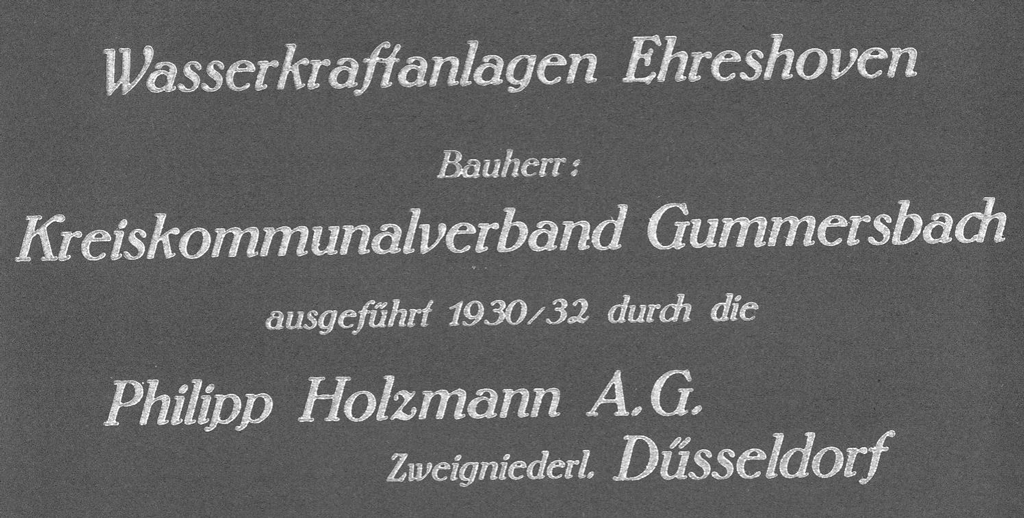 Wasserkraftanlagen Ehreshoven
Bauherr:
Kreiskommunalverband Gummersbach
ausgeführt 1930/32 durch die
Philipp Holzmann A.G.
Zweigniederl. Düsseldorf